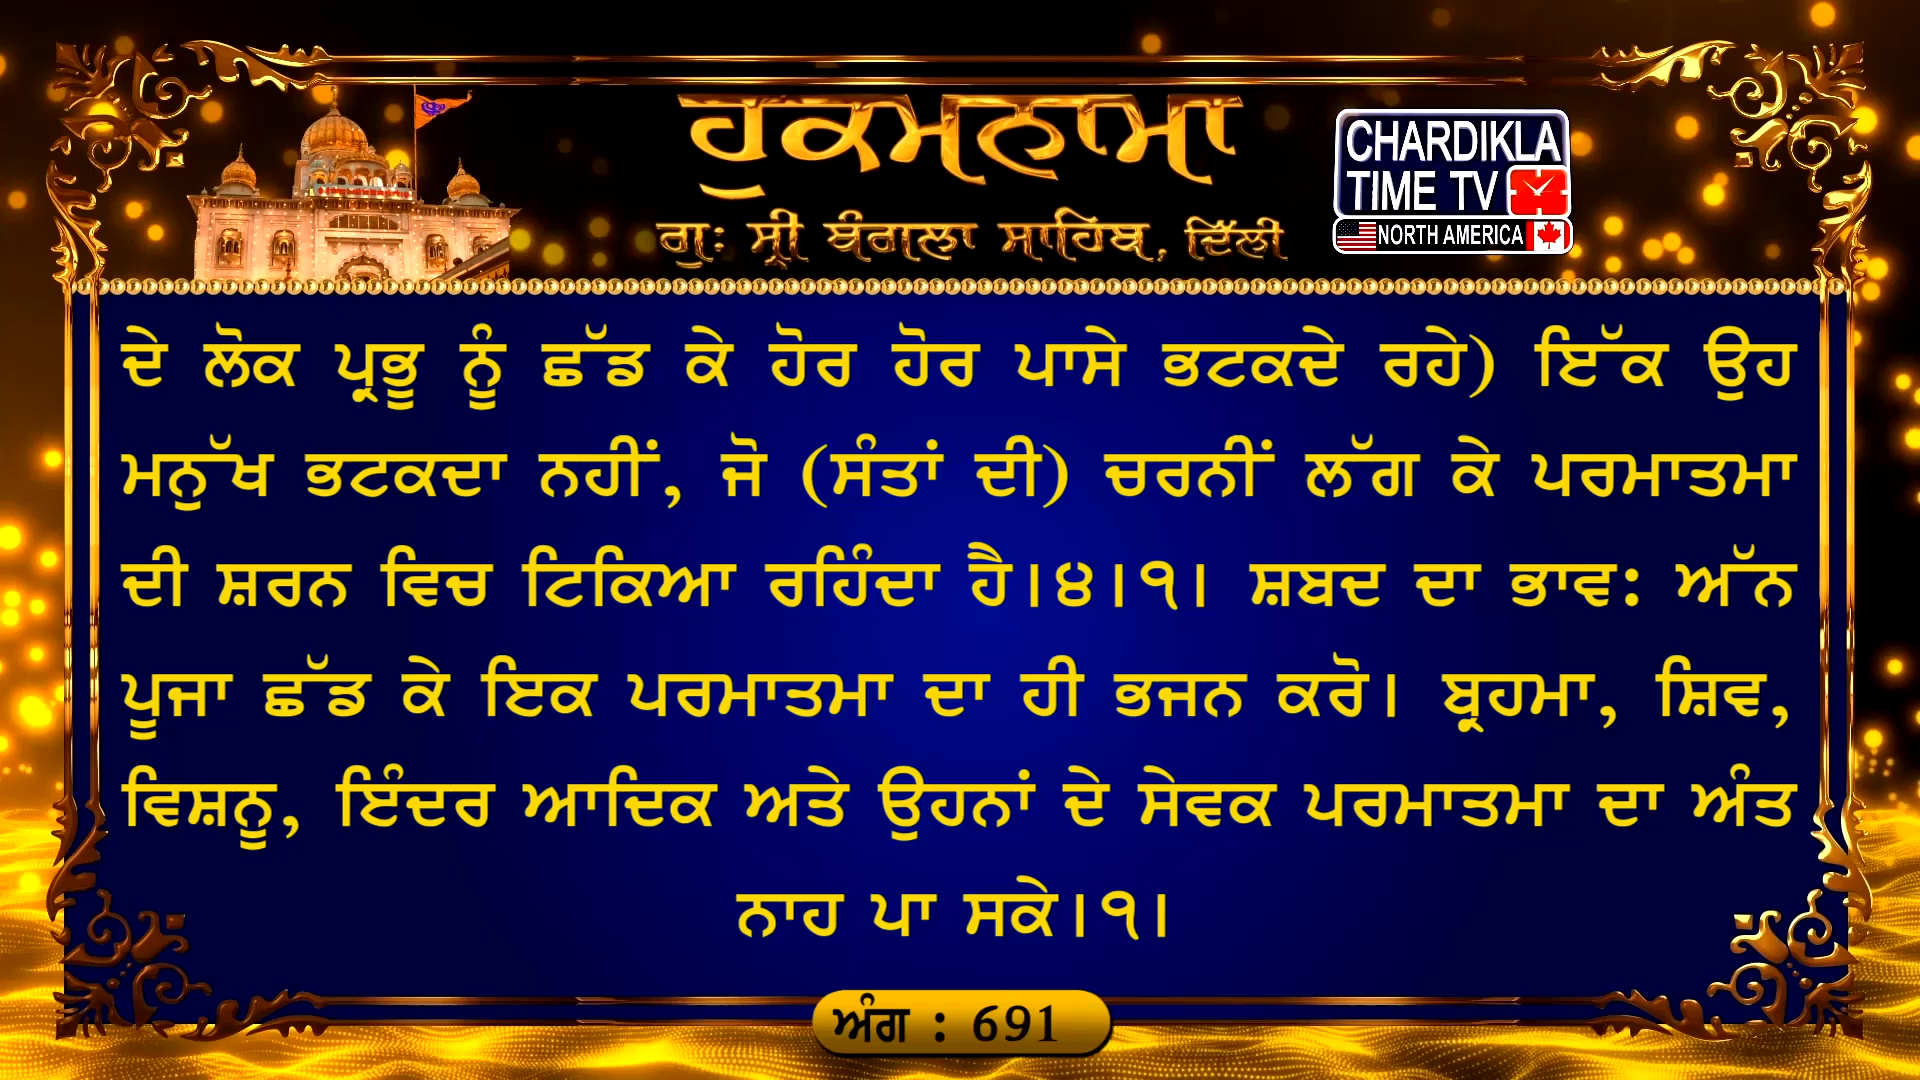 ਹੁਕਮਨਾਮਾ
ਗੁਃ ਸ੍ਰੀ ਬੰਗਲਾ ਸਾਹਿਬ, ਦਿੱਲੀ
CHARDIKLA
TIME TV
NORTH AMERICA
ਦੇ ਲੋਕ ਪ੍ਰਭੂ ਨੂੰ ਛੱਡ ਕੇ ਹੋਰ ਹੋਰ ਪਾਸੇ ਭਟਕਦੇ ਰਹੇ) ਇੱਕ ਉਹ
ਮਨੁੱਖ ਭਟਕਦਾ ਨਹੀਂ, ਜੋ (ਸੰਤਾਂ ਦੀ) ਚਰਨੀਂ ਲੱਗ ਕੇ ਪਰਮਾਤਮਾ
ਦੀ ਸ਼ਰਨ ਵਿਚ ਟਿਕਿਆ ਰਹਿੰਦਾ ਹੈ।੪।੧। ਸ਼ਬਦ ਦਾ ਭਾਵ: ਅੱਨ
ਪੂਜਾ ਛੱਡ ਕੇ ਇਕ ਪਰਮਾਤਮਾ ਦਾ ਹੀ ਭਜਨ ਕਰੋ। ਬ੍ਰਹਮਾ, ਸ਼ਿਵ,
ਵਿਸ਼ਨੂ, ਇੰਦਰ ਆਦਿਕ ਅਤੇ ਉਹਨਾਂ ਦੇ ਸੇਵਕ ਪਰਮਾਤਮਾ ਦਾ ਅੰਤ
ਨਾਹ ਪਾ ਸਕੇ।੧।
ਅੰਗ : 691